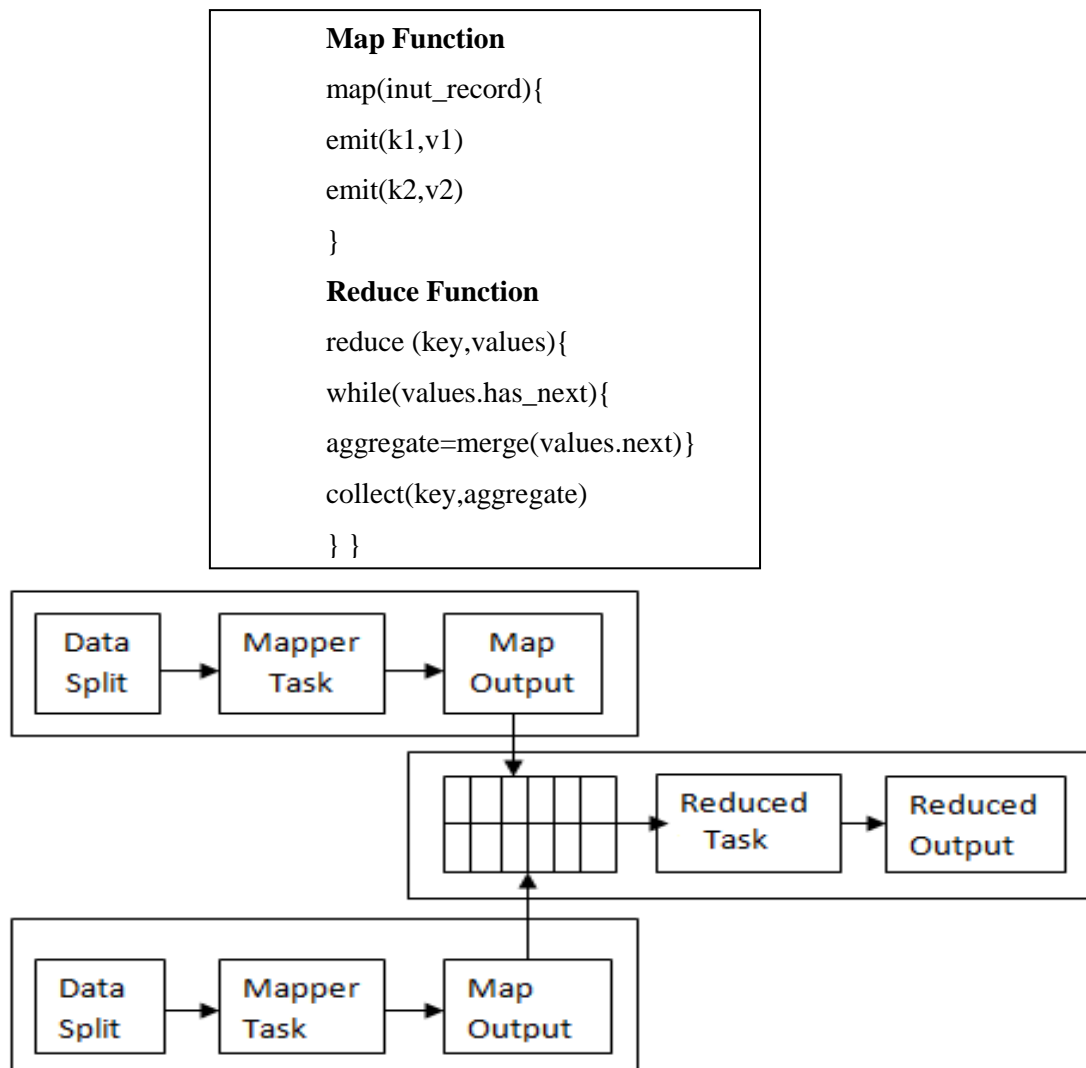 Map Function
map(inut_record){
emit(k1,v1)
emit(k2,v2)
}
Reduce Function
reduce (key,values){
while(values.has_next){
aggregate=merge(values.next)}
collect(key,aggregate)
} }
Data
Split
Mapper
Task
Map
Output
Reduced
Task
Reduced
Output
Data
Split
Mapper
Task
Map
Output